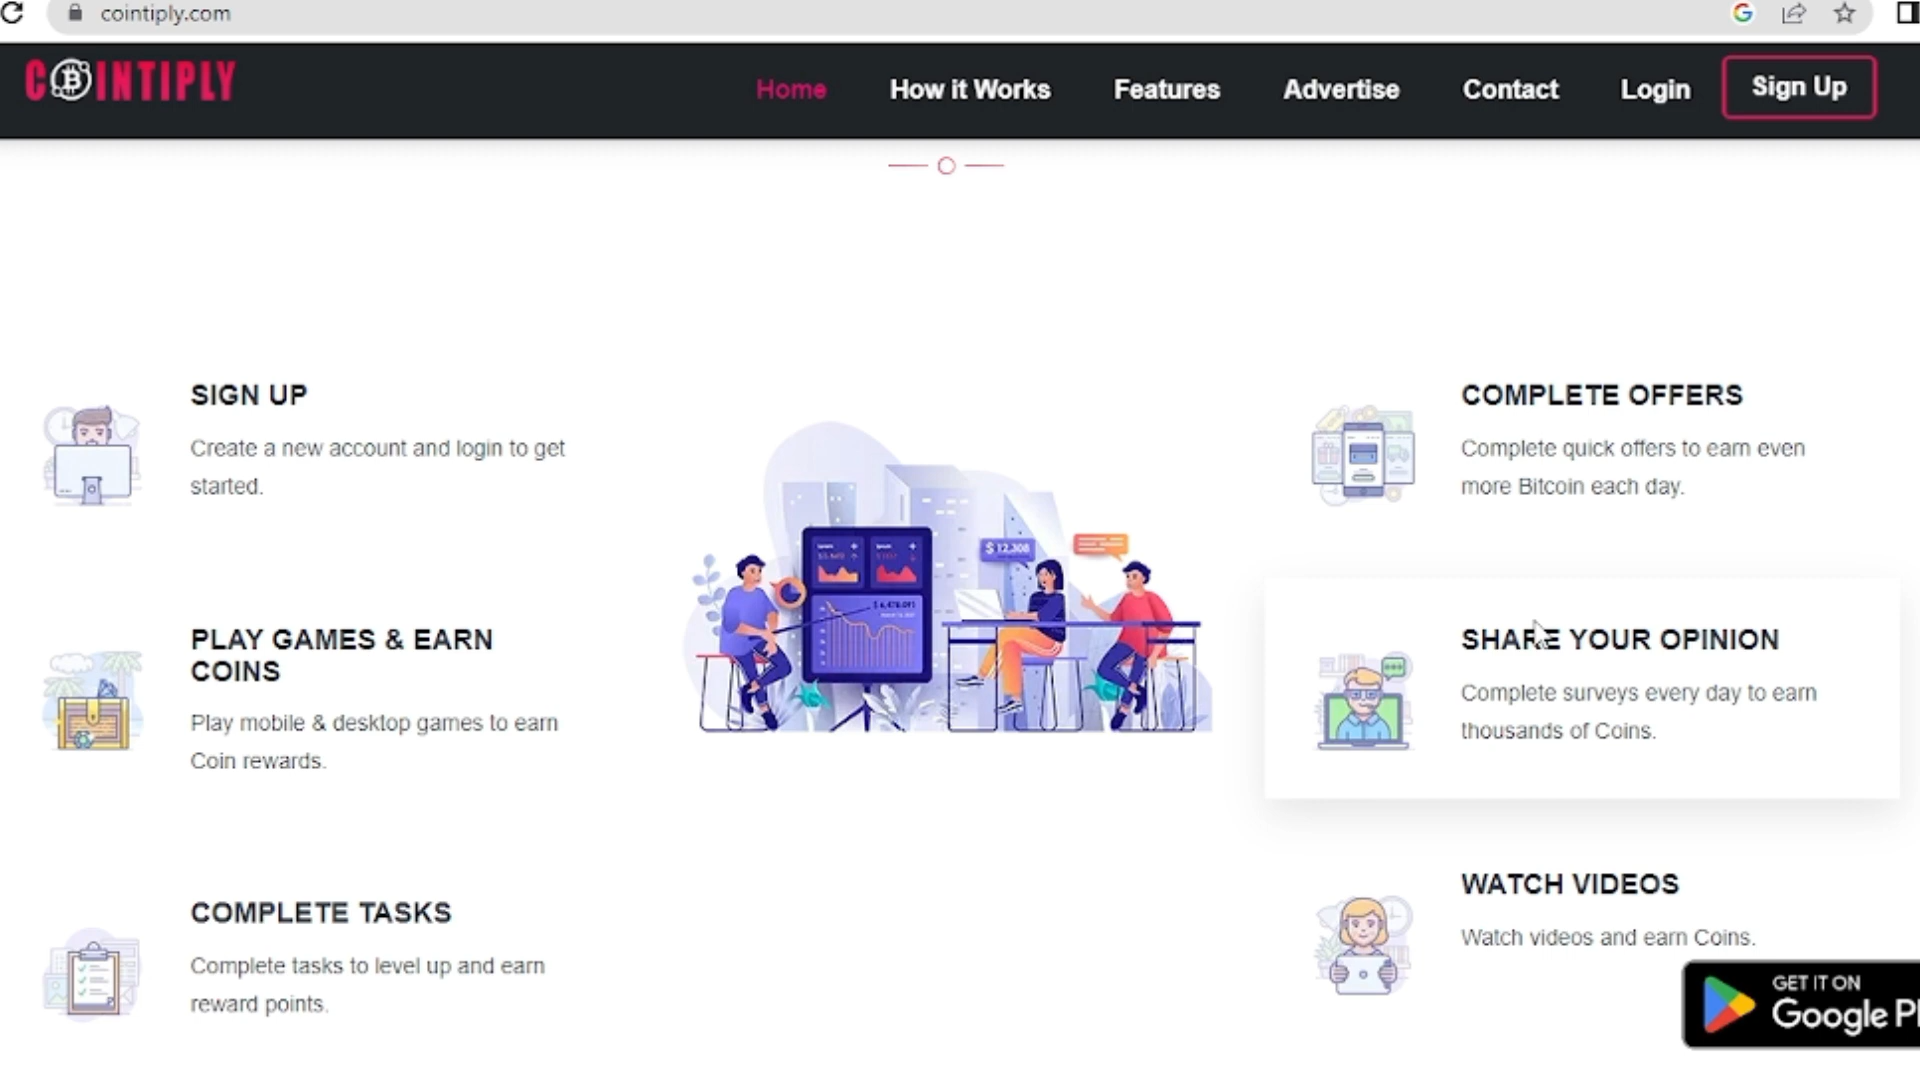 cointiply.com
COINTIPLY
Home
How it Works
Features
Advertise
Contact
Login
Sign Up
SIGN UP
Create a new account and login to get
started.
PLAY GAMES & EARN
COINS
Play mobile & desktop games to earn
Coin rewards.
COMPLETE TASKS
Complete tasks to level up and earn
reward points.
$12,308
COMPLETE OFFERS
Complete quick offers to earn even
more Bitcoin each day.
SHARE YOUR OPINION
Complete surveys every day to earn
thousands of Coins.
WATCH VIDEOS
Watch videos and earn Coins.
GET IT ON
Google Pl